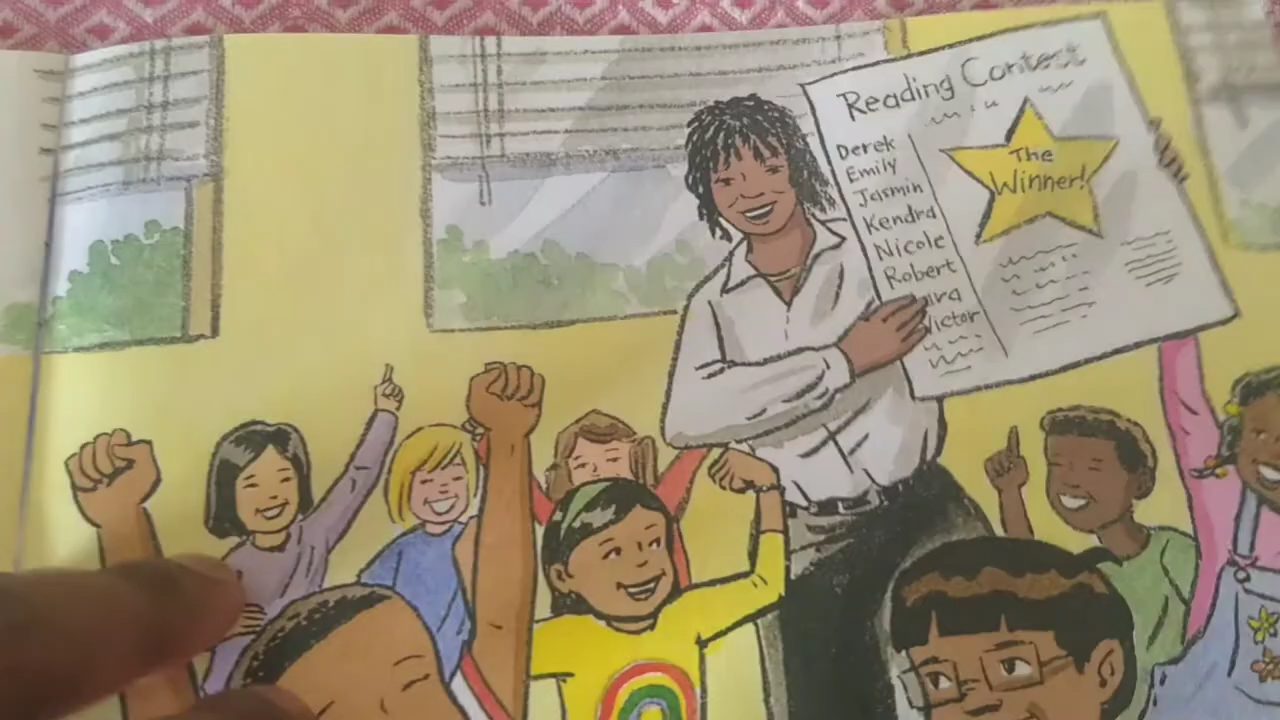 Reading Contest
Derek
Emily
Jasmin
Kendra
Nicole
Robert
Victor
The
Winner!